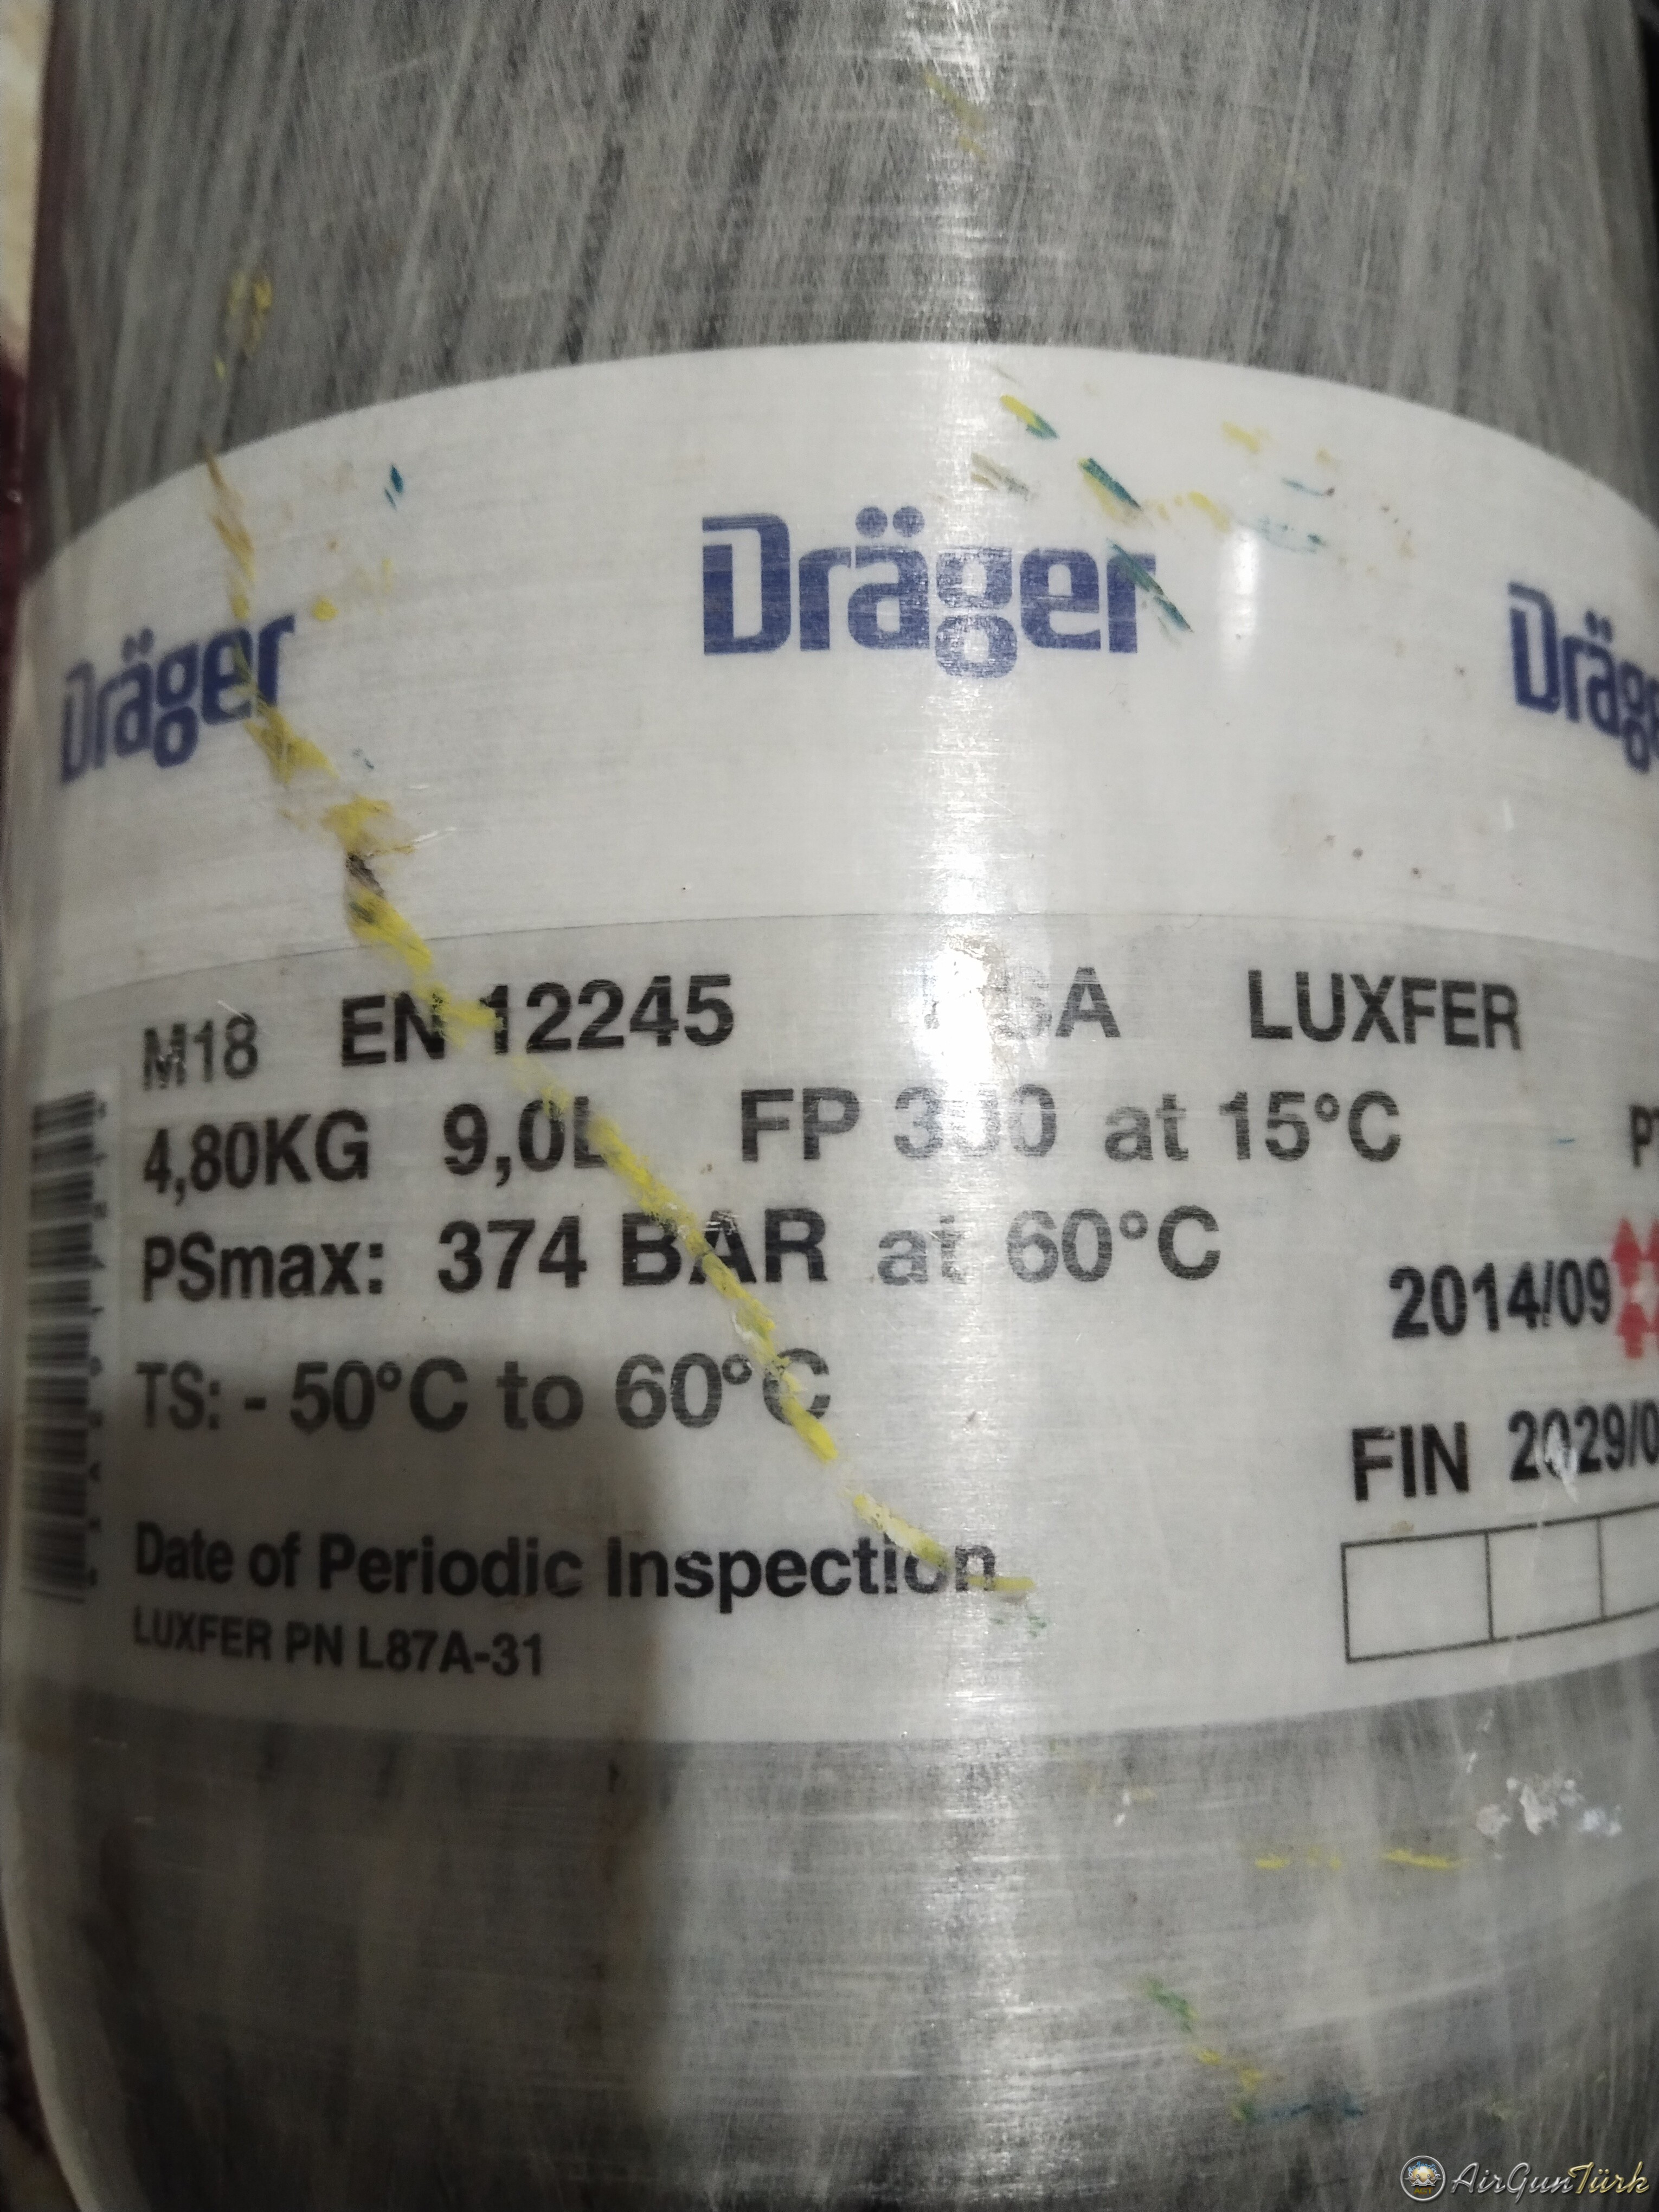 Dräger Dräger
M18 EN 12245 LUXFER
4,80KG 9,0L FP 300 at 15°C
PSmax: 374 BAR at 60°C
2014/09
TS: - 50°C to 60°C
FIN
Date of Periodic Inspection
LUXFER PN L87A-31
AirGunTürk